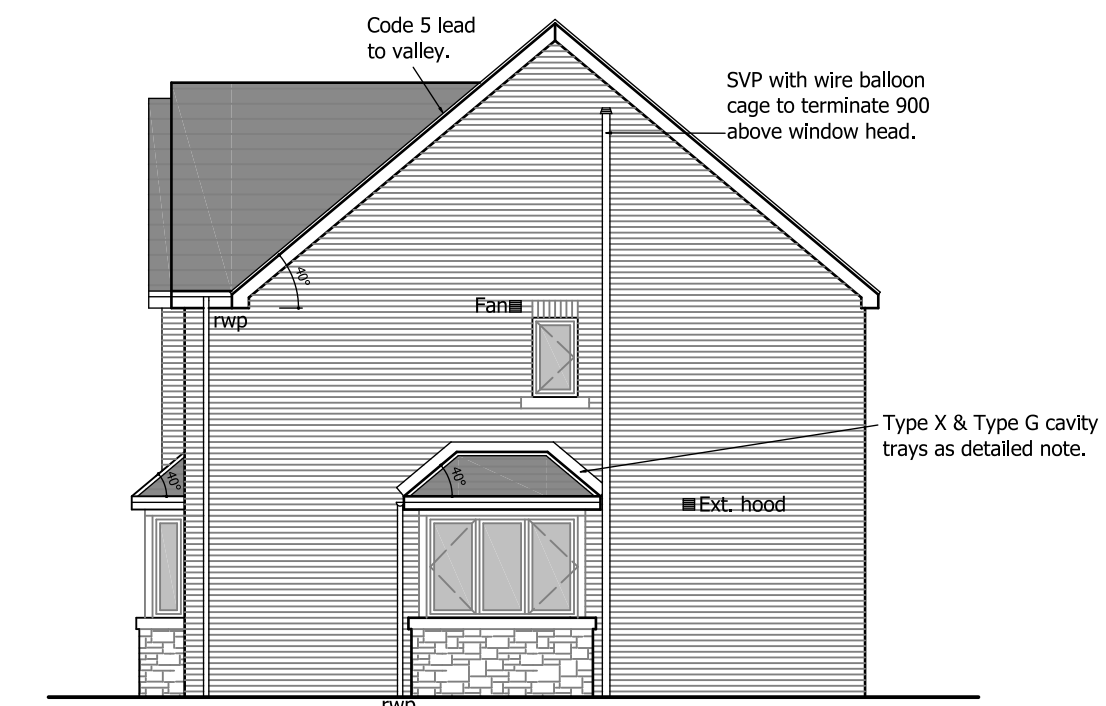 Code 5 lead
to valley.
SVP with wire balloon
cage to terminate 900
above window head.
40°
Fan
rwp
Type X & Type G cavity
trays as detailed note.
40°
40°
Ext. hood
rwp